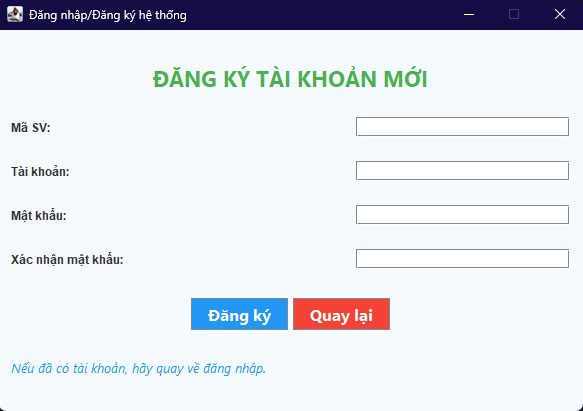 Đăng nhập/Đăng ký hệ thống
ĐĂNG KÝ TÀI KHOẢN MỚI
Mã SV:
Tài khoản:
Mật khẩu:
Xác nhận mật khẩu:
Đăng ký Quay lại
Nếu đã có tài khoản, hãy quay về đăng nhập.